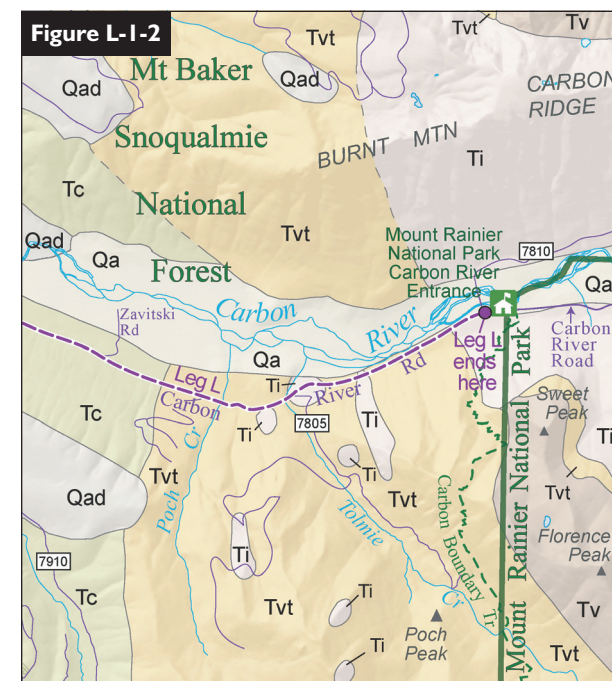 Figure L-1-2
Tvt
Tvt
Tv
Mt Baker
Qad
Qad
CARBON
RIDGE
Snoqualmie
BURNT MTN
Ti
Tc
National
Tvt
Mount Rainier
National Park
Carbon River
Entrance
Qad
Qa
7810
Forest
Qa
Carbon
River
Zavitski
Rd
Leg L
ends
here
Carbon
River
Road
Qa
Leg L
Ti
Carbon River Rd
Sweet
Peak
Tc
7805
Ti
Ti
Ti
Ti
Tvt
Qad
Poch Cr
Tvt
Tvt
Tolmie Cr
Carbon Boundary Tr
Mount Rainier National Park
Florence
Peak
7910
Ti
Tc
Tvt
Ti
Tv
Poch
Peak
Ti
Tvt